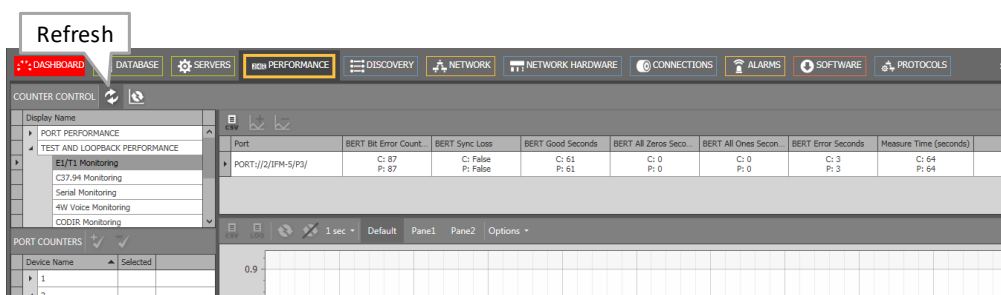 Refresh
DASHBOARD DATABASE SERVERS PERFORMANCE DISCOVERY NETWORK NETWORK HARDWARE CONNECTIONS ALARMS SOFTWARE PROTOCOLS
COUNTER CONTROL
Display Name
PORT PERFORMANCE
TEST AND LOOPBACK PERFORMANCE
E1/T1 Monitoring
C37.94 Monitoring
Serial Monitoring
4W Voice Monitoring
CODIR Monitoring
CSV
Port BERT Bit Error Count... BERT Sync Loss BERT Good Seconds BERT All Zeros Seco... BERT All Ones Secon... BERT Error Seconds Measure Time (seconds)
PORT://2/IFM-5/P3/ C: 87 C: False C: 61 C: 0 C: 0 C: 3 C: 64
P: 87 P: False P: 61 P: 0 P: 0 P: 3 P: 64
CSV LOG 1 sec Default Pane1 Pane2 Options
PORT COUNTERS
Device Name Selected
1
0.9